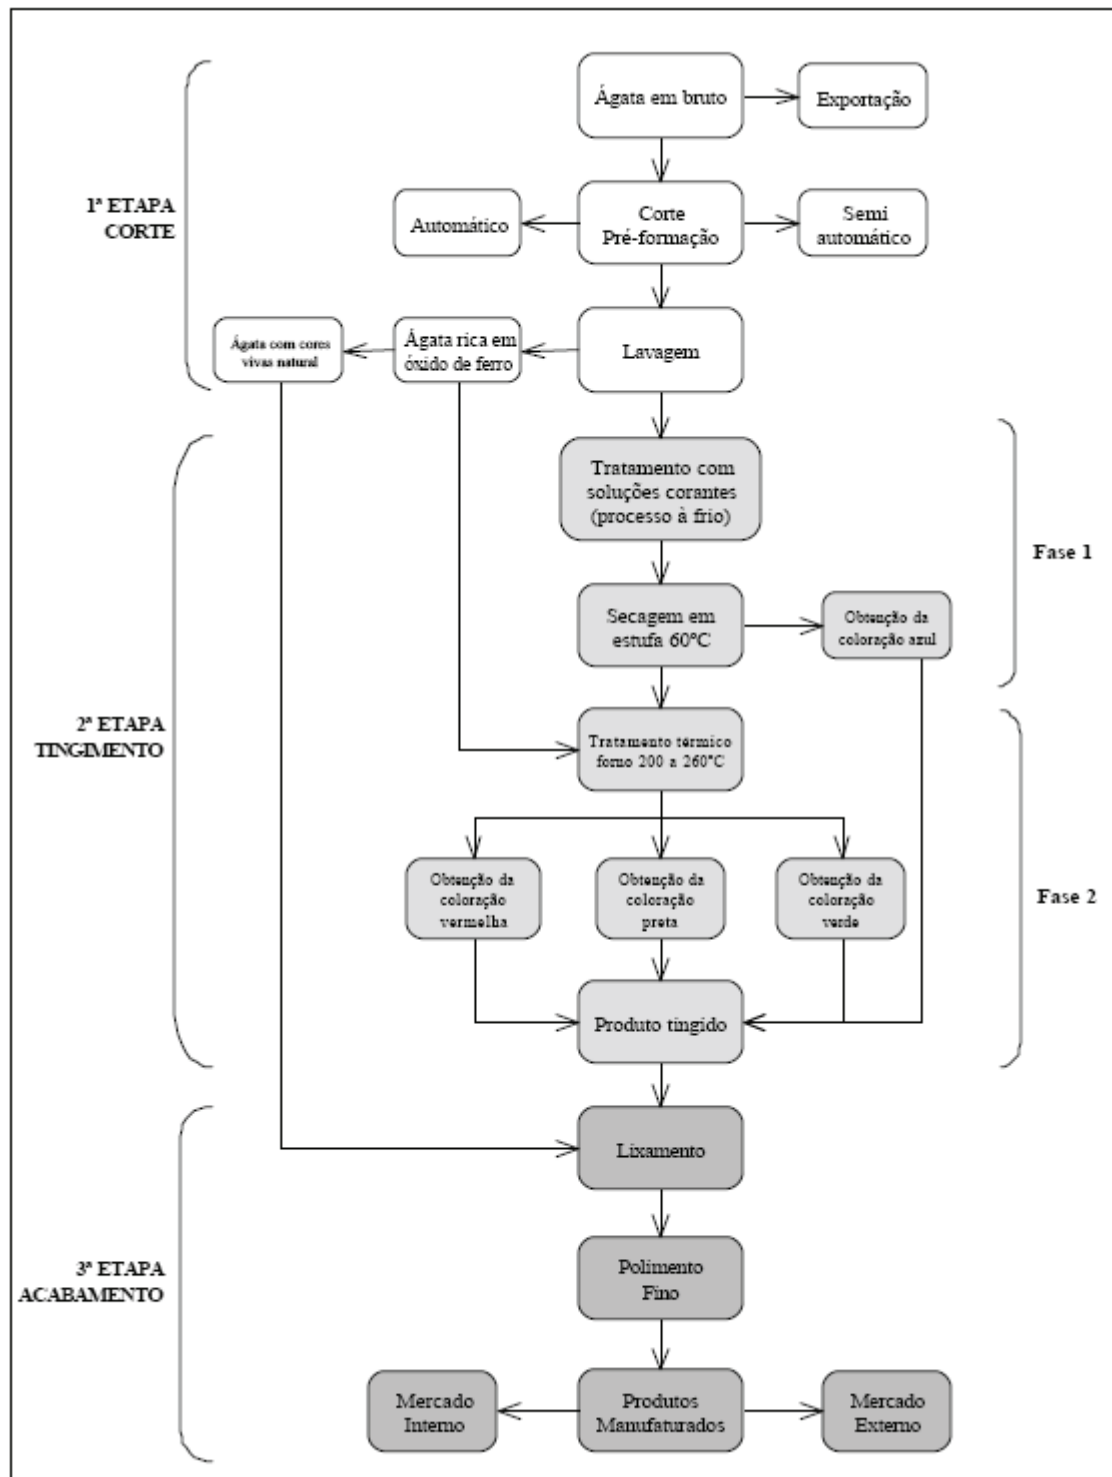 Ágata em bruto
Exportação
1ª ETAPA
CORTE
Automático
Corte
Pré-formação
Semi
automático
Ágata com cores
vivas natural
Ágata rica em
óxido de ferro
Lavagem
Tratamento com
soluções corantes
(processo à frio)
Fase 1
Secagem em
estufa 60ºC
Obtenção da
coloração azul
2ª ETAPA
TINGIMENTO
Tratamento térmico
forno 200 a 260ºC
Obtenção da
coloração
vermelha
Obtenção da
coloração
preta
Obtenção da
coloração
verde
Fase 2
Produto tingido
Lixamento
3ª ETAPA
ACABAMENTO
Polimento
Fino
Mercado
Interno
Produtos
Manufaturados
Mercado
Externo